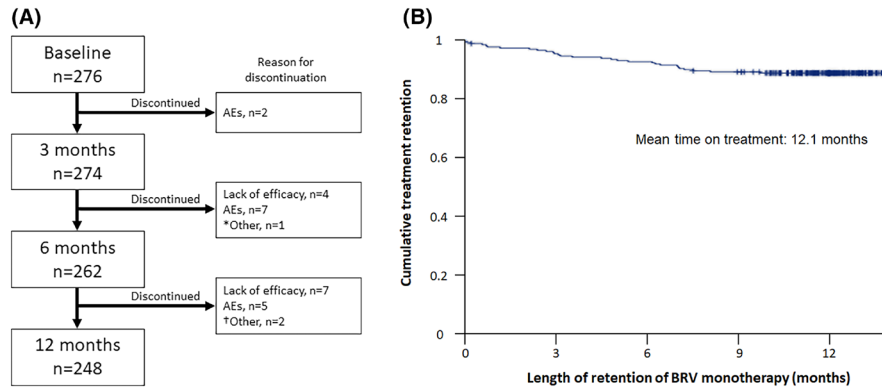 (A)
Baseline
n=276
Reason for
discontinuation
Discontinued
AEs, n=2
3 months
n=274
Discontinued
Lack of efficacy, n=4
AEs, n=7
*Other, n=1
6 months
n=262
Discontinued
Lack of efficacy, n=7
AEs, n=5
†Other, n=2
12 months
n=248
(B)
Cumulative treatment retention
1
0.8
0.6
0.4
0.2
0
Mean time on treatment: 12.1 months
0 3 6 9 12
Length of retention of BRV monotherapy (months)